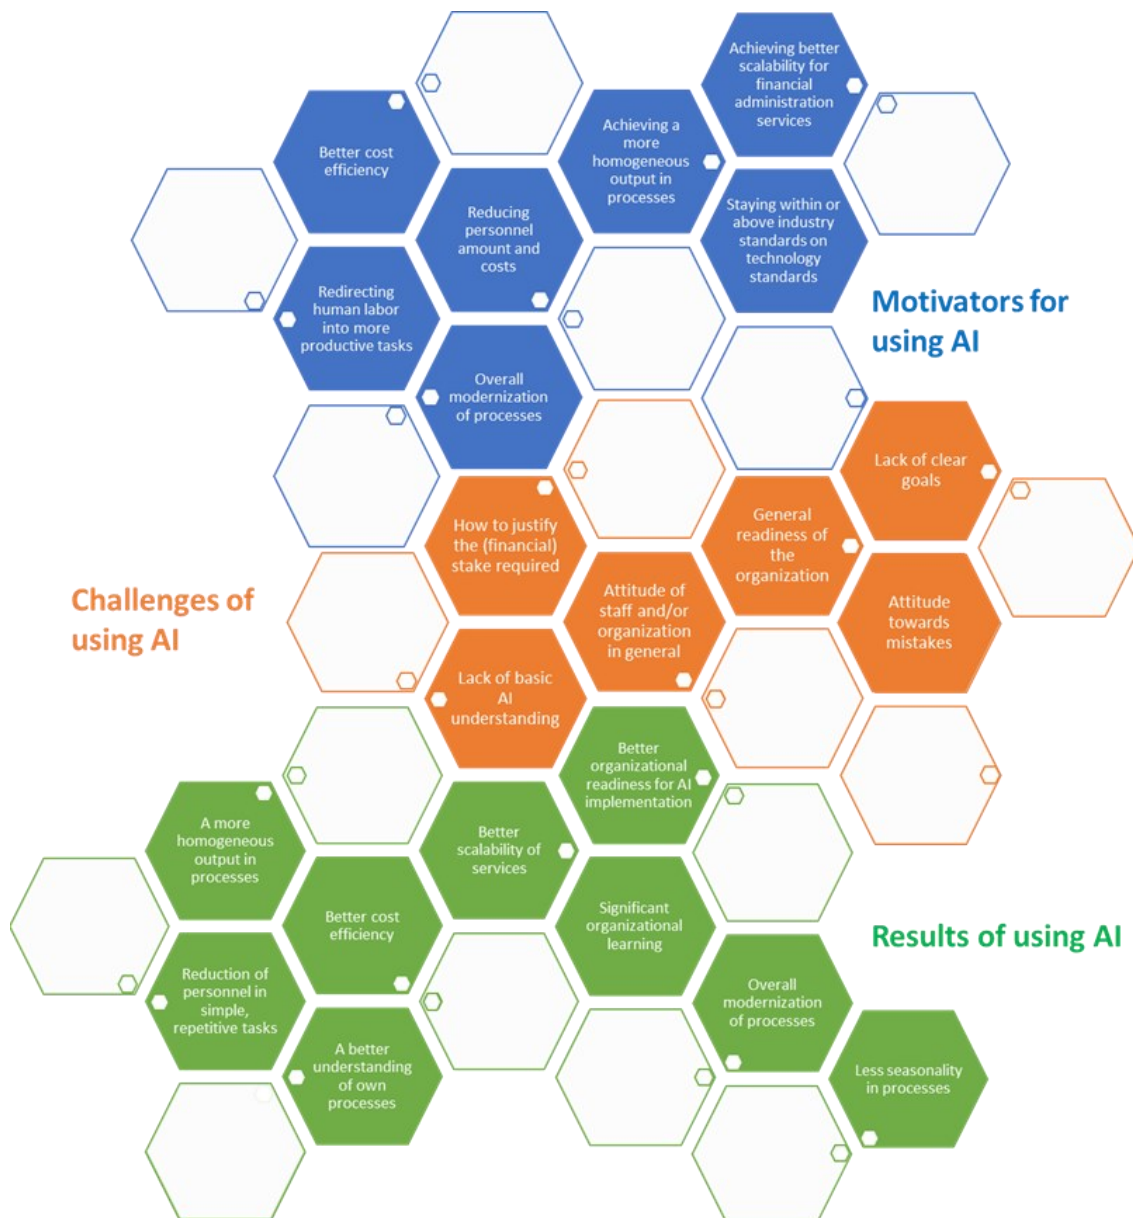 Achieving better
scalability for
financial
administration
services
Better cost
efficiency
Achieving a
more
homogeneous
output in
processes
Reducing
personnel
amount and
costs
Staying within or
above industry
standards on
technology
standards
Redirecting
human labor
into more
productive tasks
Overall
modernization
of processes
Motivators for
using AI
Lack of clear
goals
How to justify
the (financial)
stake required
General
readiness of
the
organization
Attitude of
staff and/or
organization
in general
Attitude
towards
mistakes
Lack of basic
AI
understanding
Challenges of
using AI
Better
organizational
readiness for AI
implementation
A more
homogeneous
output in
processes
Better
scalability of
services
Better cost
efficiency
Significant
organizational
learning
Reduction of
personnel in
simple,
repetitive tasks
Overall
modernization
of processes
A better
understanding
of own
processes
Less seasonality
in processes
Results of using AI